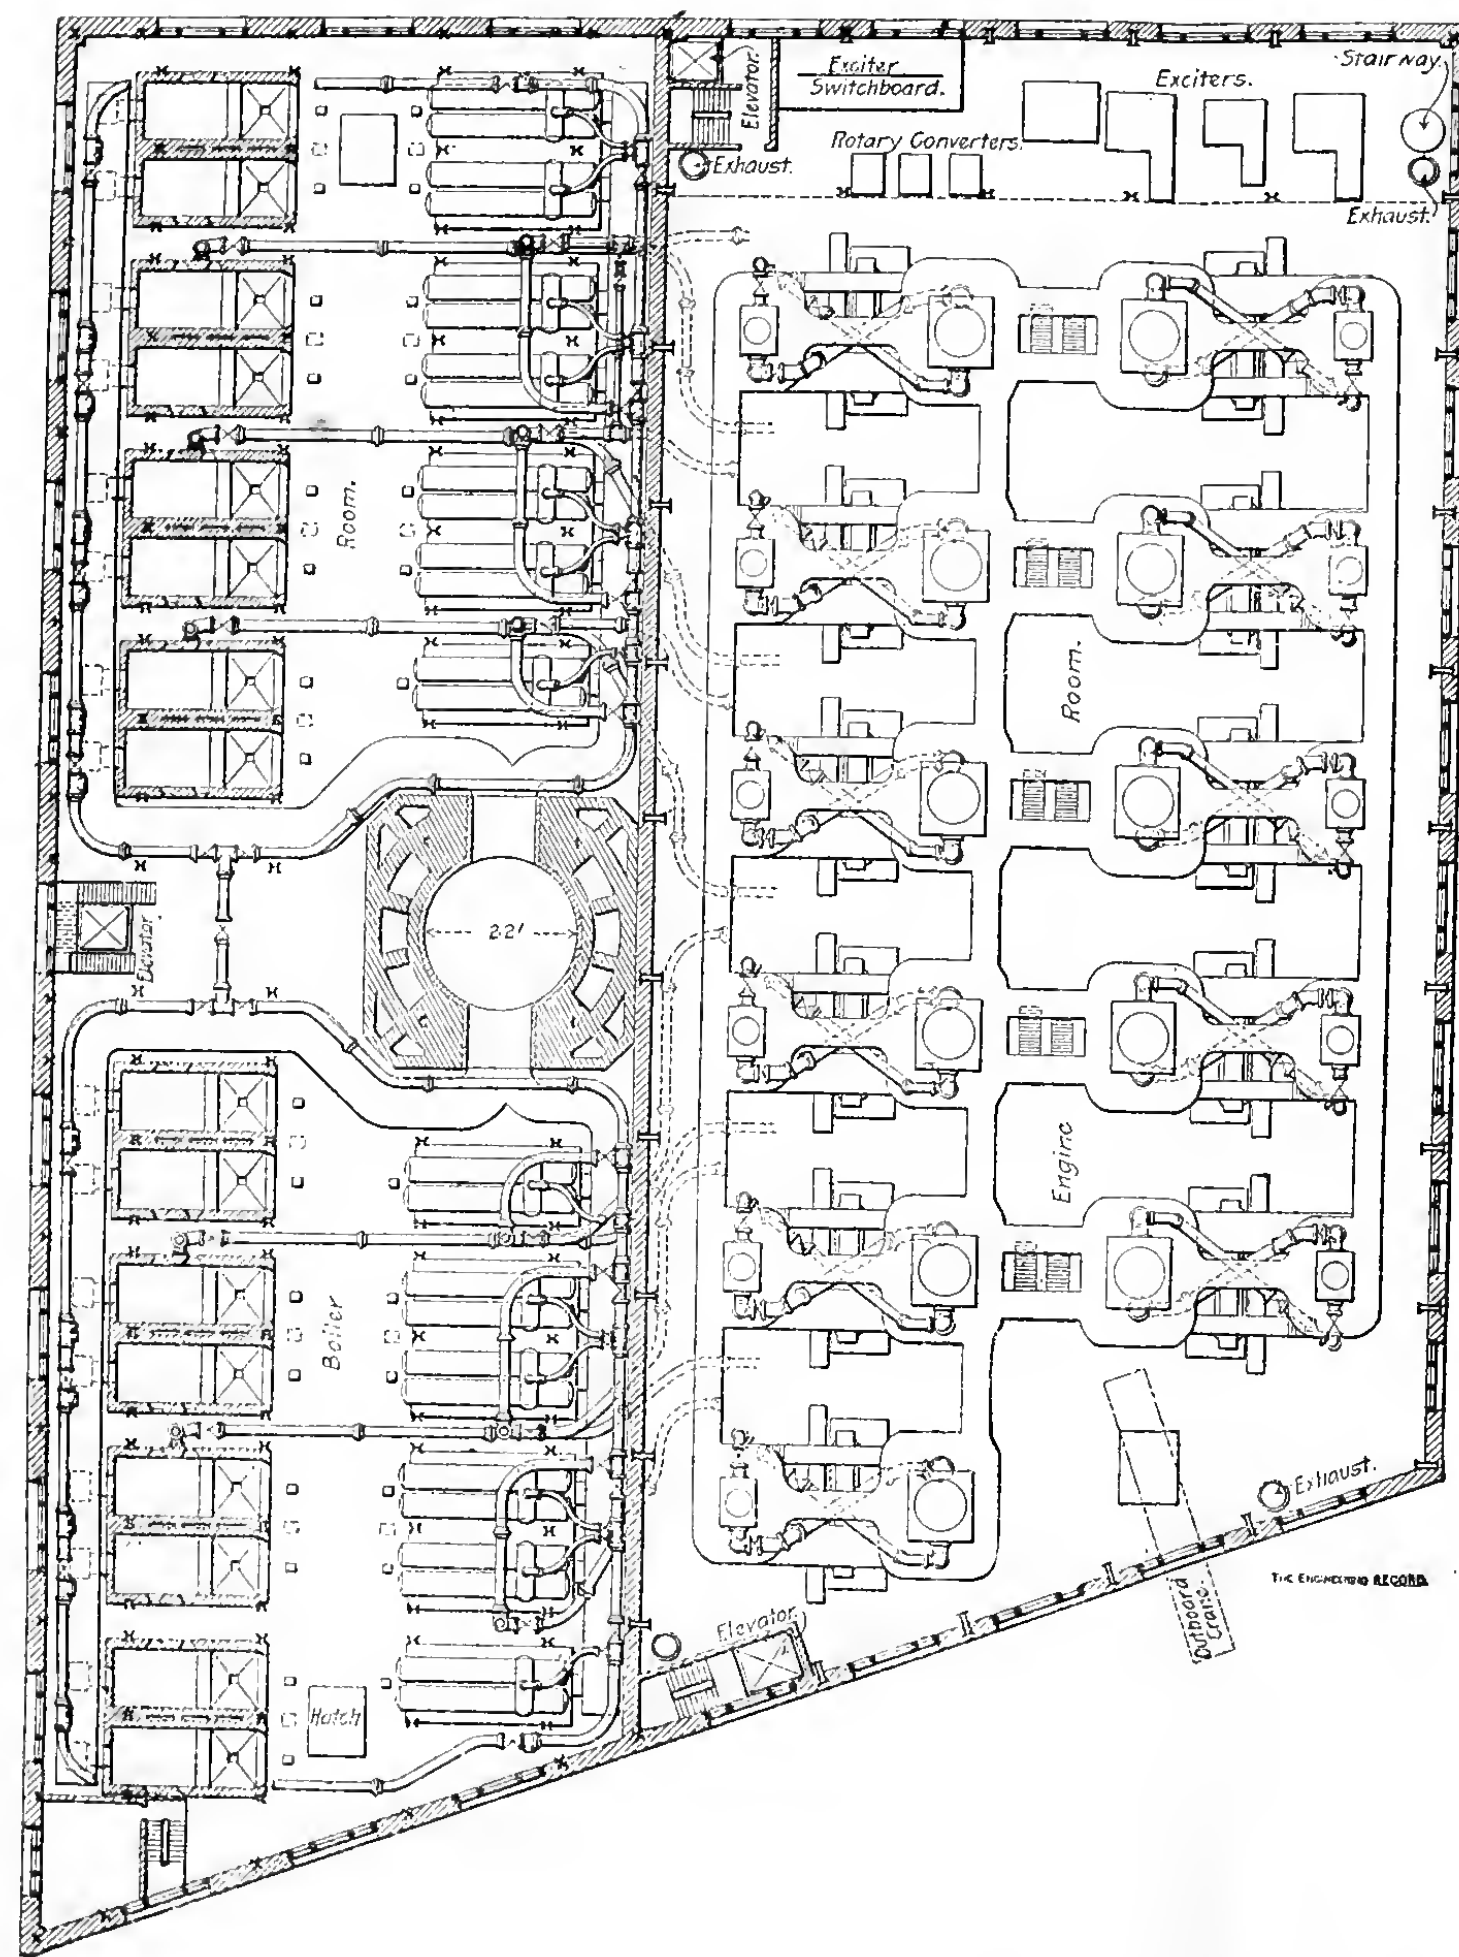 Elevator.
Exciter
Switchboard.
Exciters.
Stairway.
Rotary Converters.
Exhaust.
Exhaust.
Room.
Room.
22'
Elevator.
Engine
Boiler
Exhaust.
THE ENGINEERING RECORD.
Outboard
Crane.
Elevator.
Hatch